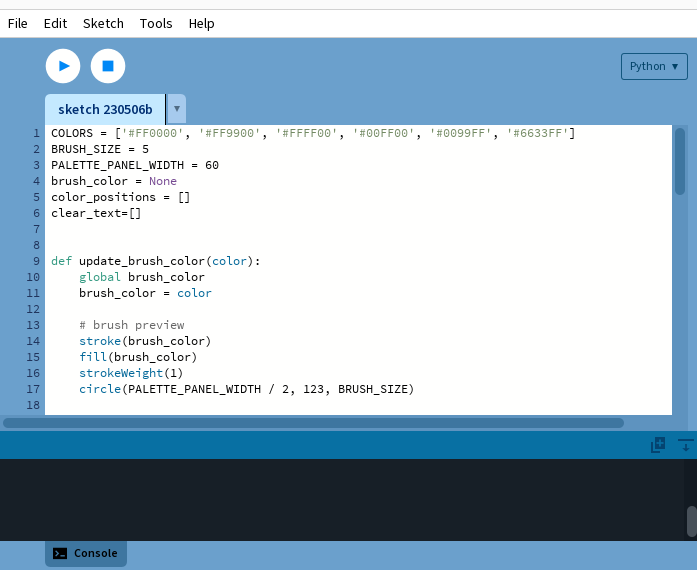 File Edit Sketch Tools Help
Python ▼
sketch 230506b ▼
1 COLORS = ['#FF0000', '#FF9900', '#FFFF00', '#00FF00', '#0099FF', '#6633FF']
2 BRUSH_SIZE = 5
3 PALETTE_PANEL_WIDTH = 60
4 brush_color = None
5 color_positions = []
6 clear_text=[]
7
8
9 def update_brush_color(color):
10     global brush_color
11     brush_color = color
12
13     # brush preview
14     stroke(brush_color)
15     fill(brush_color)
16     strokeWeight(1)
17     circle(PALETTE_PANEL_WIDTH / 2, 123, BRUSH_SIZE)
18
Console